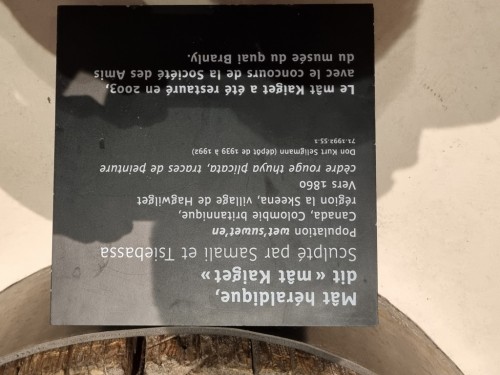 Mât héraldique,
dit « mât Kaiget »
Sculpté par Samali et Tsiebassa
Population wet'suwet'en
Canada, Colombie britannique,
région la Skeena, village de Hagwilget
Vers 1860
cèdre rouge thuya plicata, traces de peinture
Don Kurt Seligmann (dépôt de 1939 à 1992)
71.1992.55.1
Le mât Kaiget a été restauré en 2003,
avec le concours de la Société des Amis
du musée du quai Branly.